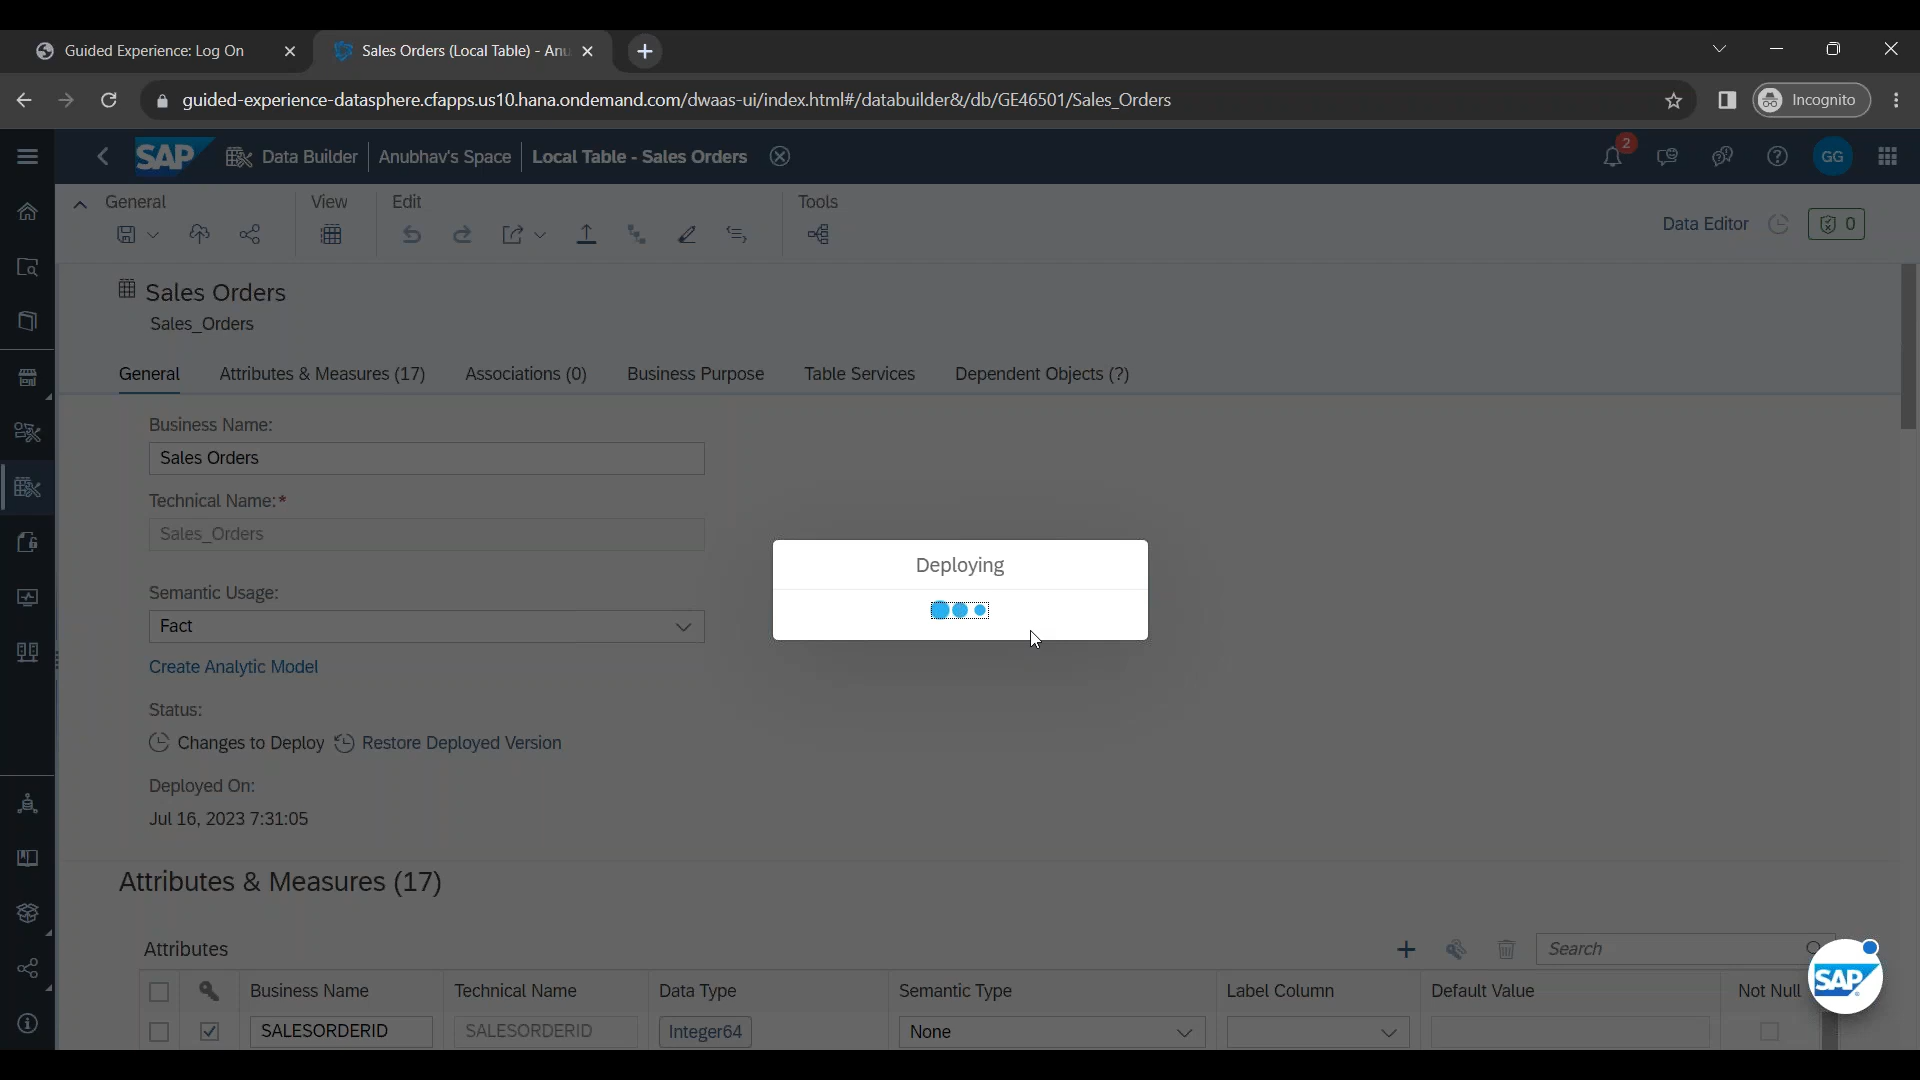 Guided Experience: Log On
Sales Orders (Local Table) - Anu
guided-experience-datasphere.cfapps.us10.hana.ondemand.com/dwaas-ui/index.html#/databuilder&/db/GE46501/Sales_Orders
Incognito
SAP Data Builder Anubhav's Space Local Table - Sales Orders
2
GG
General View Edit Tools
Data Editor 0
Sales Orders
Sales_Orders
General Attributes & Measures (17) Associations (0) Business Purpose Table Services Dependent Objects (?)
Business Name:
Sales Orders
Technical Name:*
Sales_Orders
Deploying
Semantic Usage:
Fact
Create Analytic Model
Status:
Changes to Deploy Restore Deployed Version
Deployed On:
Jul 16, 2023 7:31:05
Attributes & Measures (17)
Attributes
Search
SAP
Business Name Technical Name Data Type Semantic Type Label Column Default Value Not Null
SALESORDERID SALESORDERID Integer64 None